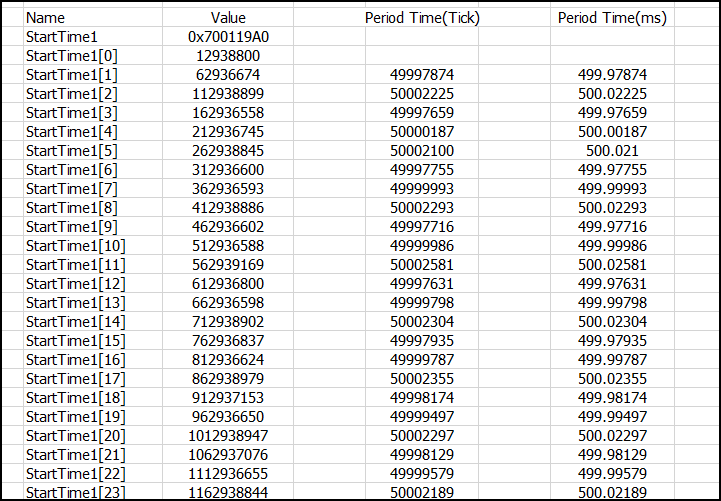 Name Value Period Time(Tick) Period Time(ms)
StartTime1 0x700119A0
StartTime1[0] 12938800
StartTime1[1] 62936674 49997874 499.97874
StartTime1[2] 112938899 50002225 500.02225
StartTime1[3] 162936558 49997659 499.97659
StartTime1[4] 212936745 50000187 500.00187
StartTime1[5] 262938845 50002100 500.021
StartTime1[6] 312936600 49997755 499.97755
StartTime1[7] 362936593 49999993 499.99993
StartTime1[8] 412938886 50002293 500.02293
StartTime1[9] 462936602 49997716 499.97716
StartTime1[10] 512936588 49999986 499.99986
StartTime1[11] 562939169 50002581 500.02581
StartTime1[12] 612936800 49997631 499.97631
StartTime1[13] 662936598 49999798 499.99798
StartTime1[14] 712938902 50002304 500.02304
StartTime1[15] 762936837 49997935 499.97935
StartTime1[16] 812936624 49999787 499.99787
StartTime1[17] 862938979 50002355 500.02355
StartTime1[18] 912937153 49998174 499.98174
StartTime1[19] 962936650 49999497 499.99497
StartTime1[20] 1012938947 50002297 500.02297
StartTime1[21] 1062937076 49998129 499.98129
StartTime1[22] 1112936655 49999579 499.99579
StartTime1[23] 1162938844 50002189 500.02189